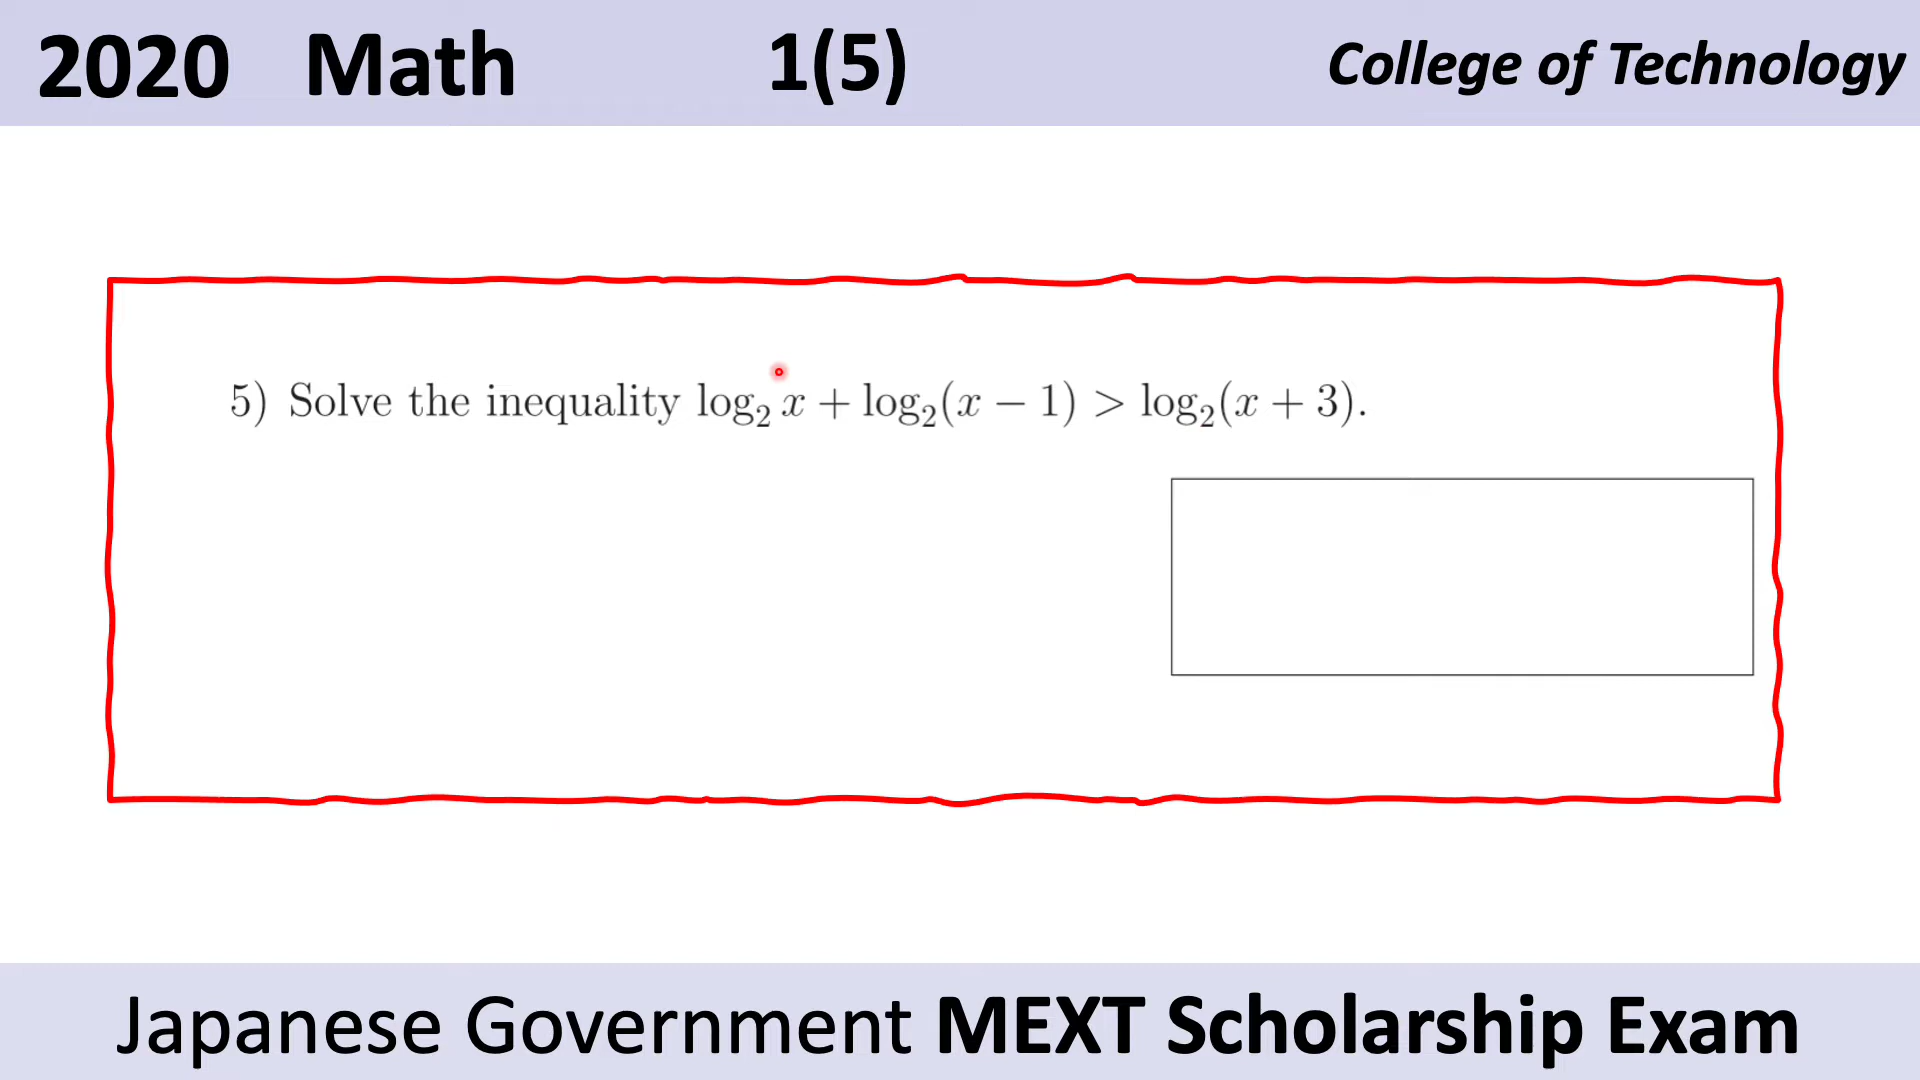 2020 Math 1(5) College of Technology
5) Solve the inequality log₂ x + log₂(x − 1) > log₂(x + 3).
Japanese Government MEXT Scholarship Exam